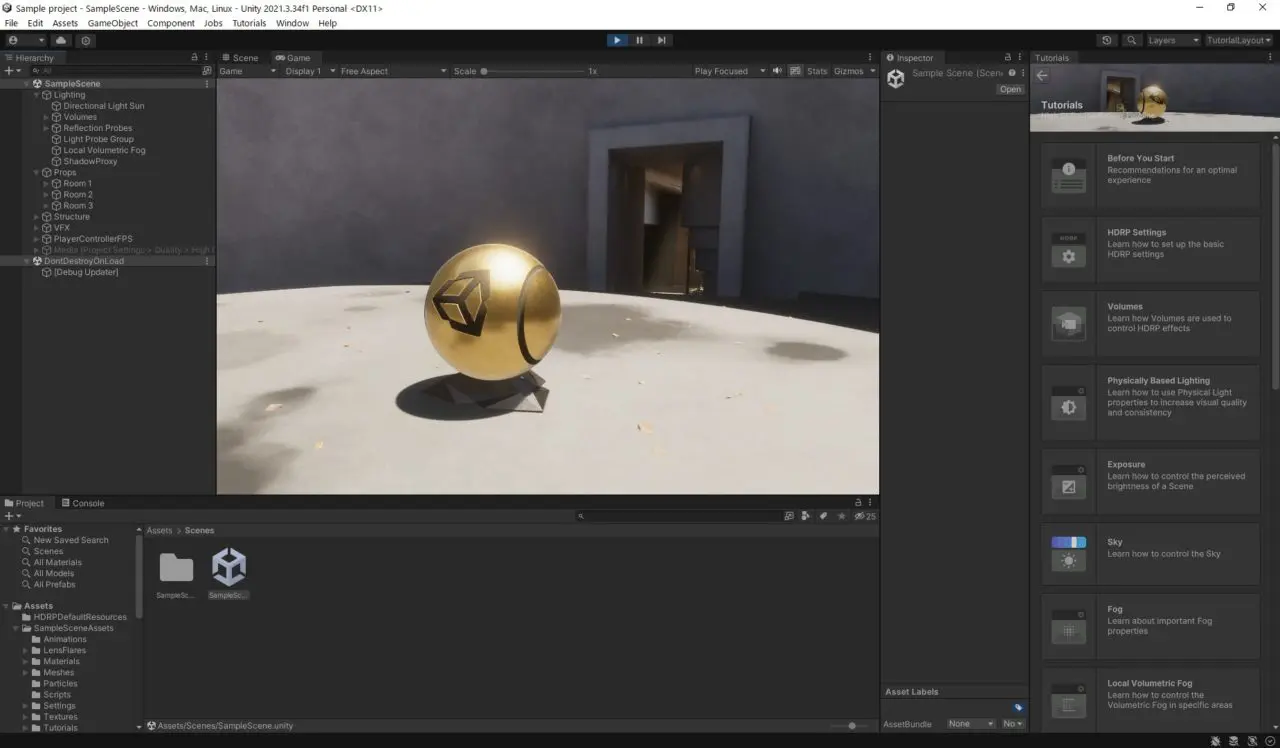 Sample project - SampleScene - Windows, Mac, Linux - Unity 2021.3.34f1 Personal <DX11>
File Edit Assets GameObject Component Jobs Tutorials Window Help
Layers TutorialLayout
Hierarchy
All
SampleScene
Lighting
Directional Light Sun
Volumes
Reflection Probes
Light Probe Group
Local Volumetric Fog
ShadowProxy
Props
Room 1
Room 2
Room 3
Structure
VFX
PlayerControllerFPS
Media (Project Settings > Quality > High
DontDestroyOnLoad
[Debug Updater]
Scene Game
Game Display 1 Free Aspect Scale 1x Play Focused Stats Gizmos
Inspector
Sample Scene (Scen
Open
Asset Labels
AssetBundle None No
Tutorials
Tutorials
Before You Start
Recommendations for an optimal
experience
HDRP
HDRP Settings
Learn how to set up the basic
HDRP settings
Volumes
Learn how Volumes are used to
control HDRP effects
Physically Based Lighting
Learn how to use Physical Light
properties to increase visual quality
and consistency
Exposure
Learn how to control the perceived
brightness of a Scene
Sky
Learn how to control the Sky
Fog
Learn about important Fog
properties
Local Volumetric Fog
Learn how to control the
Volumetric Fog in specific areas
Project Console
25
Favorites
New Saved Search
Scenes
All Materials
All Models
All Prefabs
Assets
HDRPDefaultResources
SampleSceneAssets
Animations
LensFlares
Materials
Meshes
Particles
Scripts
Settings
Textures
Tutorials
Assets > Scenes
SampleSc...
SampleSc...
Assets/Scenes/SampleScene.unity